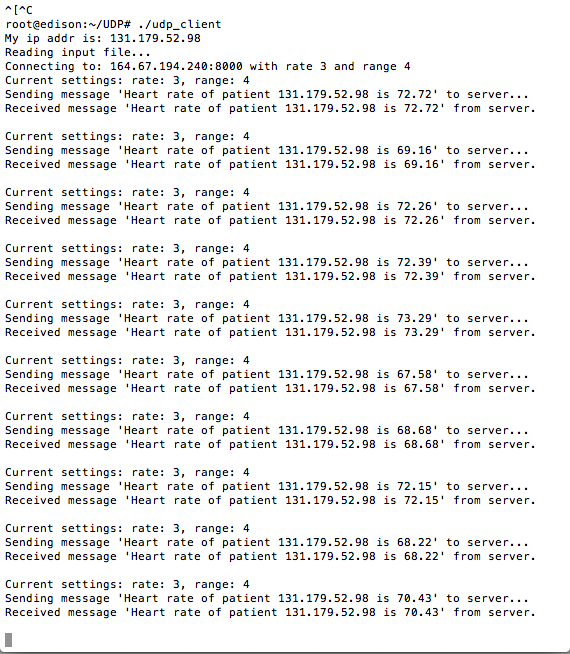 ^[^C
root@edison:~/UDP# ./udp_client
My ip addr is: 131.179.52.98
Reading input file...
Connecting to: 164.67.194.240:8000 with rate 3 and range 4
Current settings: rate: 3, range: 4
Sending message 'Heart rate of patient 131.179.52.98 is 72.72' to server...
Received message 'Heart rate of patient 131.179.52.98 is 72.72' from server.

Current settings: rate: 3, range: 4
Sending message 'Heart rate of patient 131.179.52.98 is 69.16' to server...
Received message 'Heart rate of patient 131.179.52.98 is 69.16' from server.

Current settings: rate: 3, range: 4
Sending message 'Heart rate of patient 131.179.52.98 is 72.26' to server...
Received message 'Heart rate of patient 131.179.52.98 is 72.26' from server.

Current settings: rate: 3, range: 4
Sending message 'Heart rate of patient 131.179.52.98 is 72.39' to server...
Received message 'Heart rate of patient 131.179.52.98 is 72.39' from server.

Current settings: rate: 3, range: 4
Sending message 'Heart rate of patient 131.179.52.98 is 73.29' to server...
Received message 'Heart rate of patient 131.179.52.98 is 73.29' from server.

Current settings: rate: 3, range: 4
Sending message 'Heart rate of patient 131.179.52.98 is 67.58' to server...
Received message 'Heart rate of patient 131.179.52.98 is 67.58' from server.

Current settings: rate: 3, range: 4
Sending message 'Heart rate of patient 131.179.52.98 is 68.68' to server...
Received message 'Heart rate of patient 131.179.52.98 is 68.68' from server.

Current settings: rate: 3, range: 4
Sending message 'Heart rate of patient 131.179.52.98 is 72.15' to server...
Received message 'Heart rate of patient 131.179.52.98 is 72.15' from server.

Current settings: rate: 3, range: 4
Sending message 'Heart rate of patient 131.179.52.98 is 68.22' to server...
Received message 'Heart rate of patient 131.179.52.98 is 68.22' from server.

Current settings: rate: 3, range: 4
Sending message 'Heart rate of patient 131.179.52.98 is 70.43' to server...
Received message 'Heart rate of patient 131.179.52.98 is 70.43' from server.